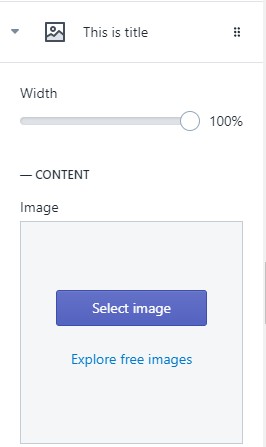 This is title
Width
100%
— CONTENT
Image
Select image
Explore free images